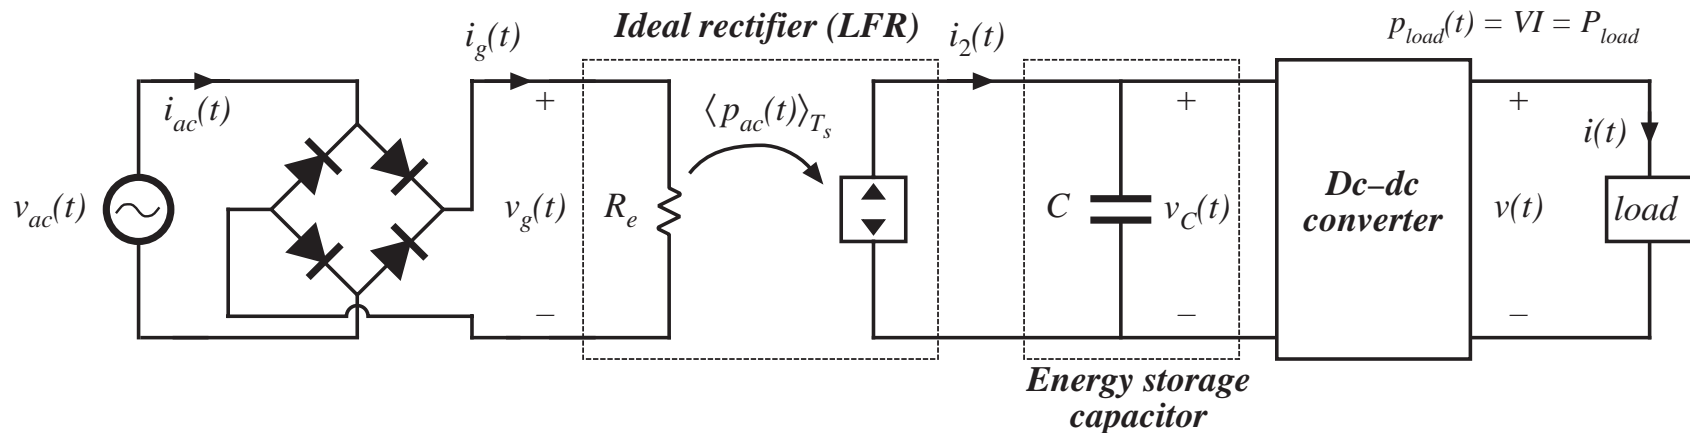 Ideal rectifier (LFR)
p_load(t) = VI = P_load
i_g(t)
i_2(t)
i_ac(t)
+
⟨p_ac(t)⟩_{T_s}
+
+
i(t)
v_ac(t)
v_g(t)
R_e
C
v_C(t)
Dc–dc
converter
v(t)
load
–
–
–
Energy storage
capacitor